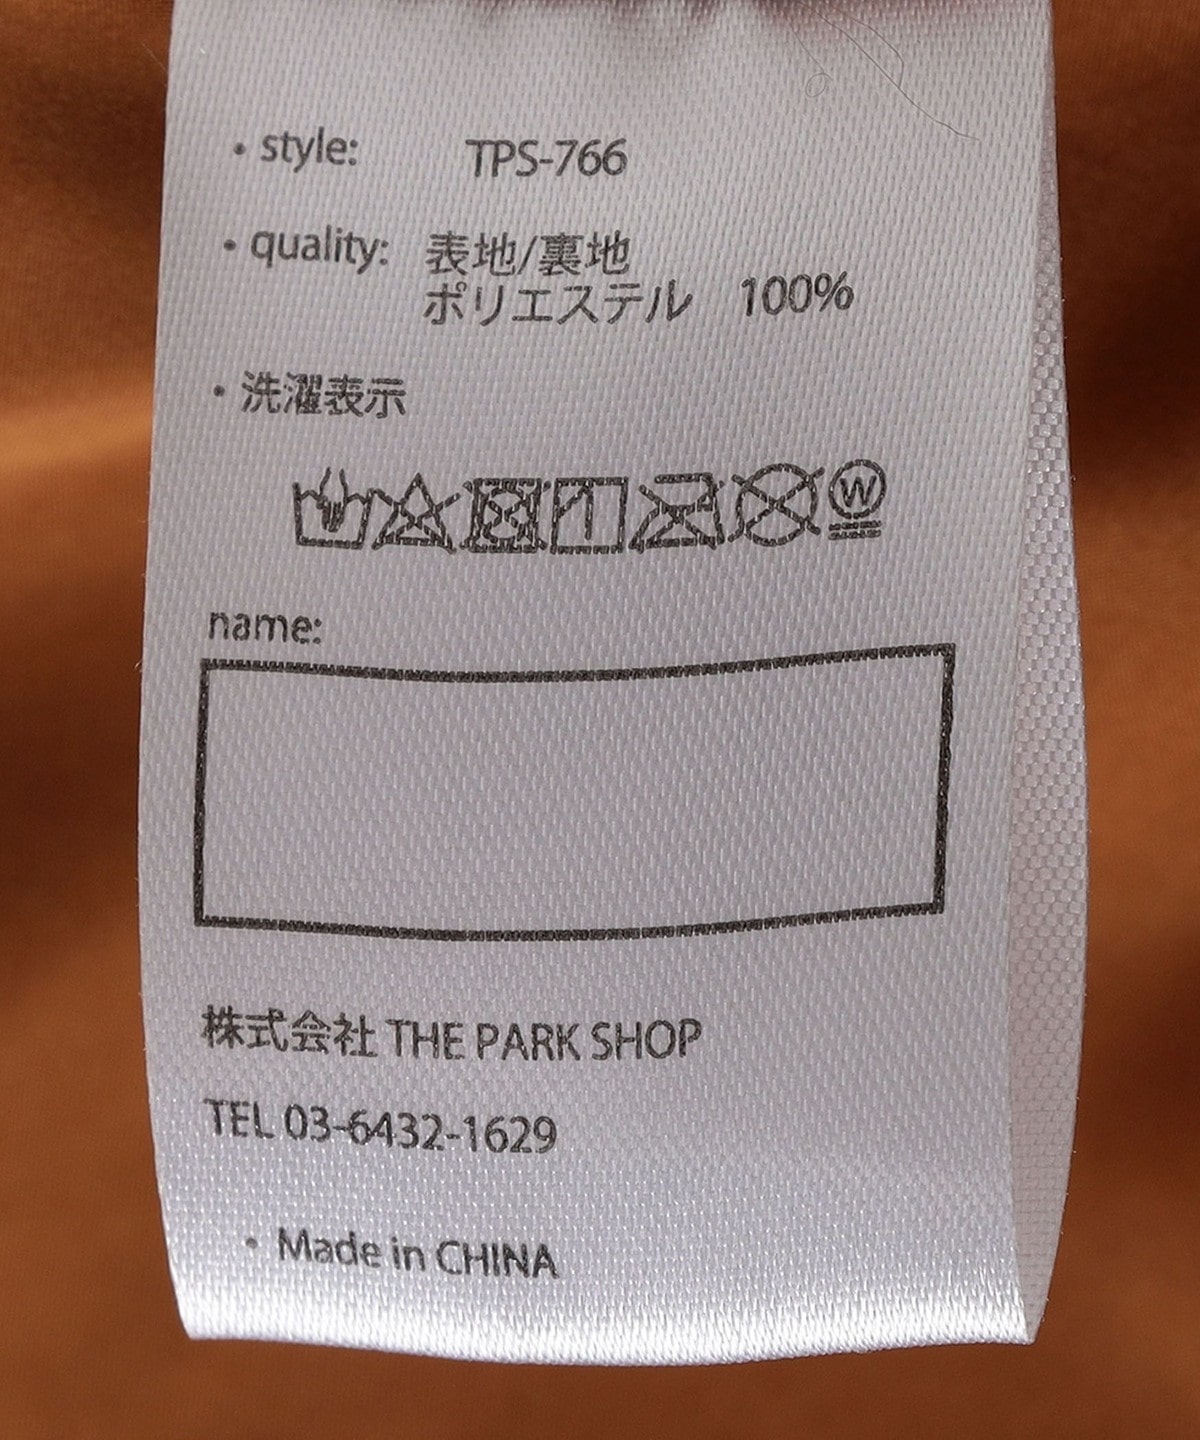 ・style: TPS-766
・quality: 表地/裏地
ポリエステル 100%
・洗濯表示
W
name:
株式会社 THE PARK SHOP
TEL 03-6432-1629
・Made in CHINA